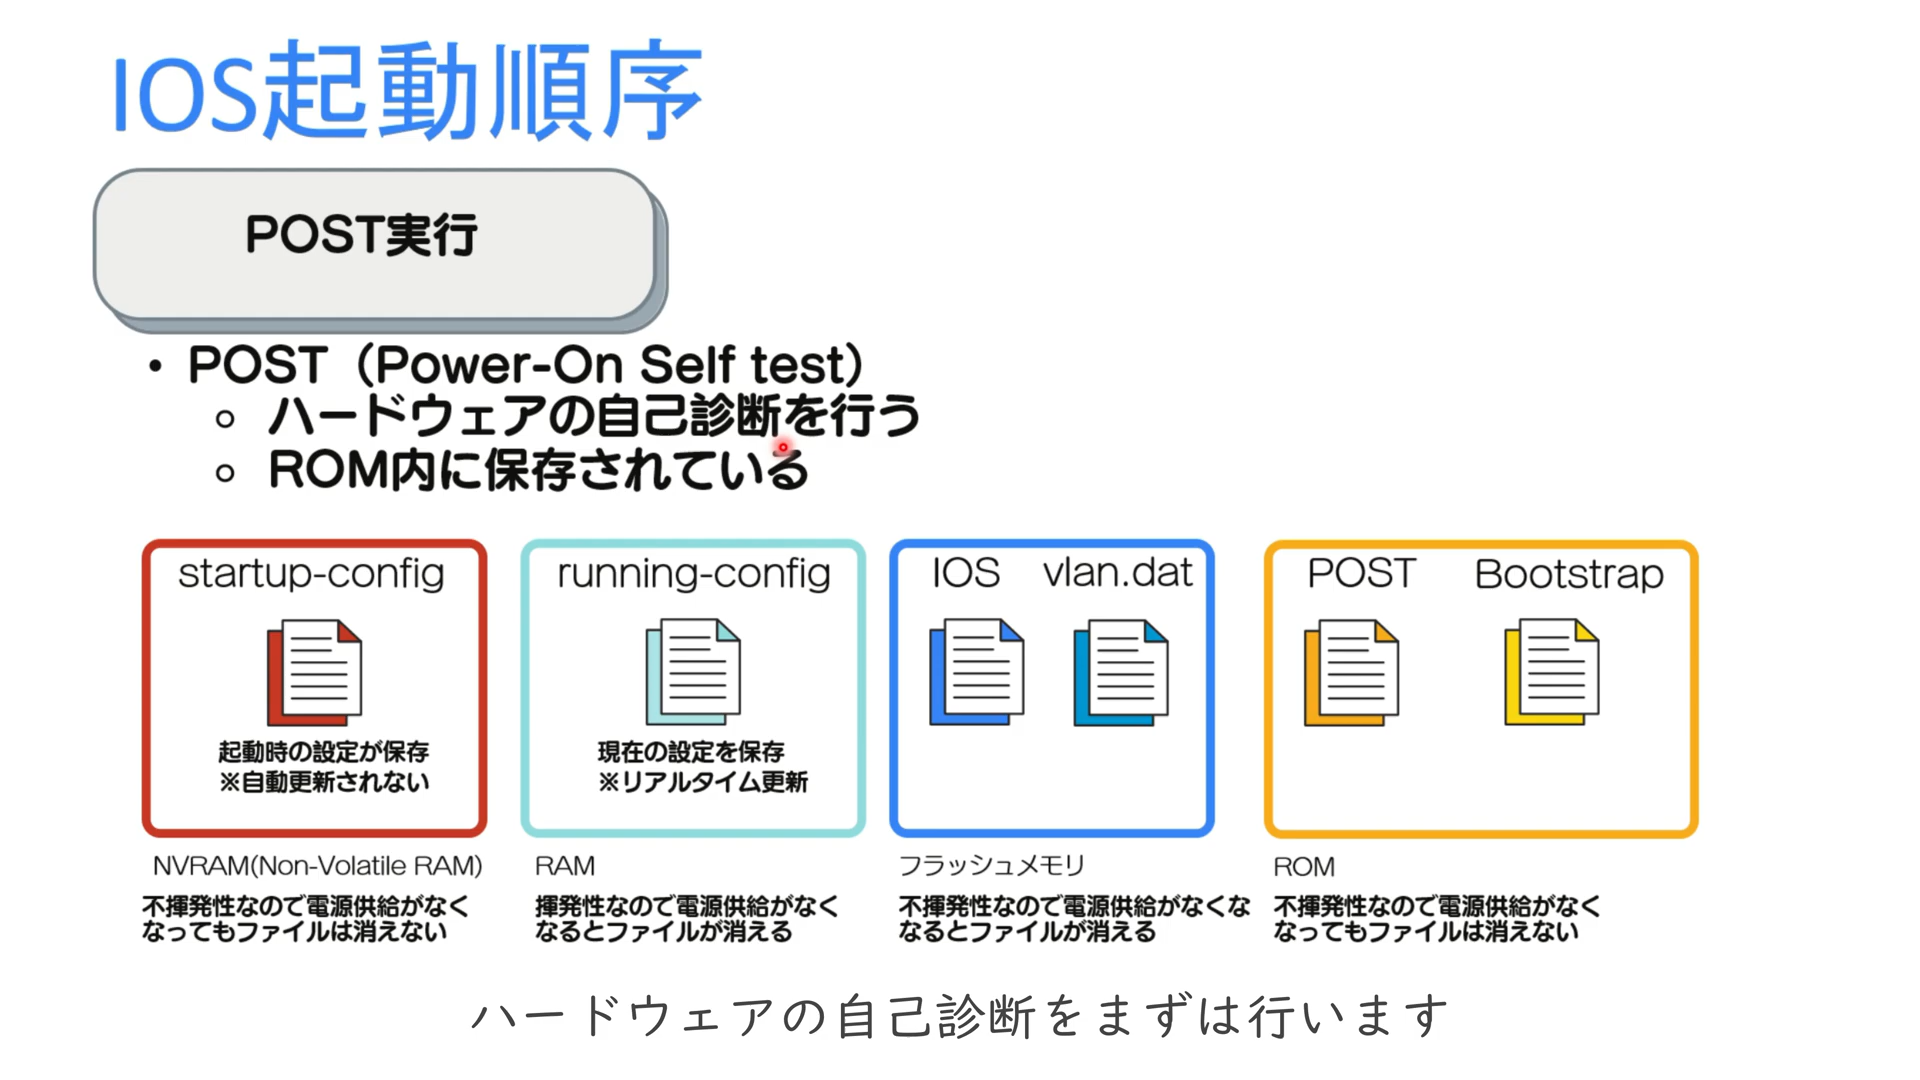 IOS起動順序
POST実行
• POST（Power-On Self test）
○ ハードウェアの自己診断を行う
○ ROM内に保存されている
startup-config
起動時の設定が保存
※自動更新されない
NVRAM(Non-Volatile RAM)
不揮発性なので電源供給がなく
なってもファイルは消えない
running-config
現在の設定を保存
※リアルタイム更新
RAM
揮発性なので電源供給がなく
なるとファイルが消える
IOS vlan.dat
フラッシュメモリ
不揮発性なので電源供給がなくな
なるとファイルが消える
POST Bootstrap
ROM
不揮発性なので電源供給がなく
なってもファイルは消えない
ハードウェアの自己診断をまずは行います